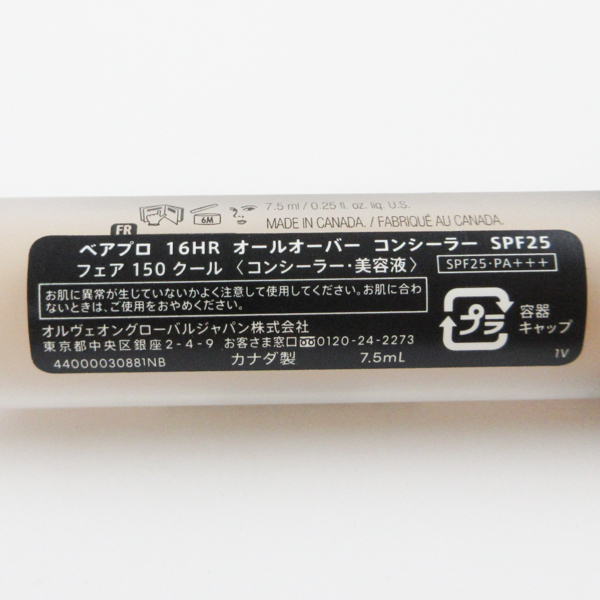 7.5 ml / 0.25 fl. oz. liq. U.S.
MADE IN CANADA. / FABRIQUÉ AU CANADA.
6M
FR
ベアプロ 16HR オールオーバー コンシーラー SPF25
フェア 150 クール 〈コンシーラー・美容液〉 SPF25・PA+++
お肌に異常が生じていないかよく注意して使用してください。お肌に合わ
ないときは、ご使用をおやめください。
オルヴェオングローバルジャパン株式会社
東京都中央区銀座2-4-9 お客さま窓口 0120-24-2273
44000030881NB カナダ製 7.5mL
プラ
容器
キャップ
1V